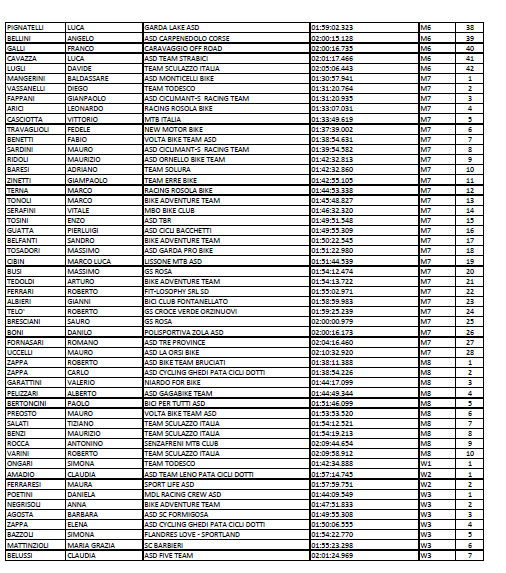 PIGNATELLI LUCA GARDA LAKE ASD 01:59:02.323 M6 38
BELLINI ANGELO ASD CARPENEDOLO CORSE 02:00:15.128 M6 39
GALLI FRANCO CARAVAGGIO OFF ROAD 02:00:16.735 M6 40
CAVAZZA LUCA ASD TEAM STRABICI 02:01:17.466 M6 41
LUGLI DAVIDE TEAM SCULAZZO ITALIA 02:05:06.443 M6 42
MANGERINI BALDASSARE ASD MONTICELLI BIKE 01:30:57.941 M7 1
VASSANELLI DIEGO TEAM TODESCO 01:31:20.764 M7 2
FAPPANI GIANPAOLO ASD CICLIMANT-S RACING TEAM 01:31:20.935 M7 3
ARICI LEONARDO RACING ROSOLA BIKE 01:33:07.031 M7 4
CASCIOTTA VITTORIO MTB ITALIA 01:33:49.619 M7 5
TRAVAGLIOLI FEDELE NEW MOTOR BIKE 01:37:39.002 M7 6
BENETTI FABIO VOLTA BIKE TEAM ASD 01:38:54.631 M7 7
SARDINI MAURO ASD CICLIMANT-S RACING TEAM 01:39:54.582 M7 8
RIDOLI MAURIZIO ASD ORNELLO BIKE TEAM 01:42:32.813 M7 9
BARESI ADRIANO TEAM SOLURA 01:42:32.860 M7 10
ZINETTI GIAMPAOLO TEAM ERRE BIKE 01:42:55.105 M7 11
TERNA MARCO RACING ROSOLA BIKE 01:44:53.338 M7 12
TONOLI MARCO BIKE ADVENTURE TEAM 01:45:48.827 M7 13
SERAFINI VITALE MBO BIKE CLUB 01:46:32.320 M7 14
TOSINI ENZO ASD TBR 01:49:51.548 M7 15
GUATTA PIERLUIGI ASD CICLI BACCHETTI 01:49:55.309 M7 16
BELFANTI SANDRO BIKE ADVENTURE TEAM 01:50:22.545 M7 17
TOSADORI MASSIMO ASD GARDA PRO BIKE 01:51:22.980 M7 18
CIBIN MARCO LUCA LISSONE MTB ASD 01:51:44.539 M7 19
BUSI MASSIMO GS ROSA 01:54:12.474 M7 20
TEDOLDI ARTURO BIKE ADVENTURE TEAM 01:54:13.722 M7 21
FERRARI ROBERTO FIT-LOSOPHY SRL SD 01:55:02.971 M7 22
ALBIERI GIANNI BICI CLUB FONTANELLATO 01:58:59.983 M7 23
TELO' ROBERTO GS CROCE VERDE ORZINUOVI 01:59:25.239 M7 24
BRESCIANI SAURO GS ROSA 02:00:00.979 M7 25
BONI DANILO POLISPORTIVA ZOLA ASD 02:00:16.173 M7 26
FORNASARI ROMANO ASD TRE PROVINCE 02:04:16.460 M7 27
UCCELLI MAURO ASD LA ORSI BIKE 02:10:32.920 M7 28
ZAPPA ROBERTO ASD BIKE TEAM BRUCIATI 01:38:11.388 M8 1
ZAPPA CARLO ASD CYCLING GHEDI PATA CICLI DOTTI 01:38:54.226 M8 2
GARATTINI VALERIO NIARDO FOR BIKE 01:44:17.099 M8 3
PELIZZARI ALBERTO ASD GAGABIKE TEAM 01:44:49.344 M8 4
BERTONCINI PAOLO BICI PER TUTTI ASD 01:51:46.099 M8 5
PREOSTO MAURO VOLTA BIKE TEAM ASD 01:53:53.520 M8 6
SALATI TIZIANO TEAM SCULAZZO ITALIA 01:54:12.521 M8 7
BENZI MAURIZIO TEAM SCULAZZO ITALIA 01:54:19.213 M8 8
ROCCA ANTONINO SENZAFRENI MTB CLUB 02:09:44.654 M8 9
VARINI ROBERTO TEAM SCULAZZO ITALIA 02:09:58.912 M8 10
ONGARI SIMONA TEAM TODESCO 01:42:34.888 W1 1
AMADIO CLAUDIA ASD TEAM LENO PATA CICLI DOTTI 01:57:14.745 W2 1
FERRARESI MAURA SPORT LIFE ASD 01:57:59.751 W2 2
POETINI DANIELA MDL RACING CREW ASD 01:44:09.549 W3 1
NEGRISOLI ANNA BIKE ADVENTURE TEAM 01:47:51.833 W3 2
AGOSTA BARBARA ASD SC FORMIGOSA 01:49:55.308 W3 3
ZAPPA ELENA ASD CYCLING GHEDI PATA CICLI DOTTI 01:50:06.555 W3 4
BAZZOLI SIMONA FLANDRES LOVE - SPORTLAND 01:54:22.770 W3 5
MATTINZIOLI MARIA GRAZIA SC BARBIERI 01:55:23.298 W3 6
BELUSSI CLAUDIA ASD FIVE TEAM 02:01:24.969 W3 7